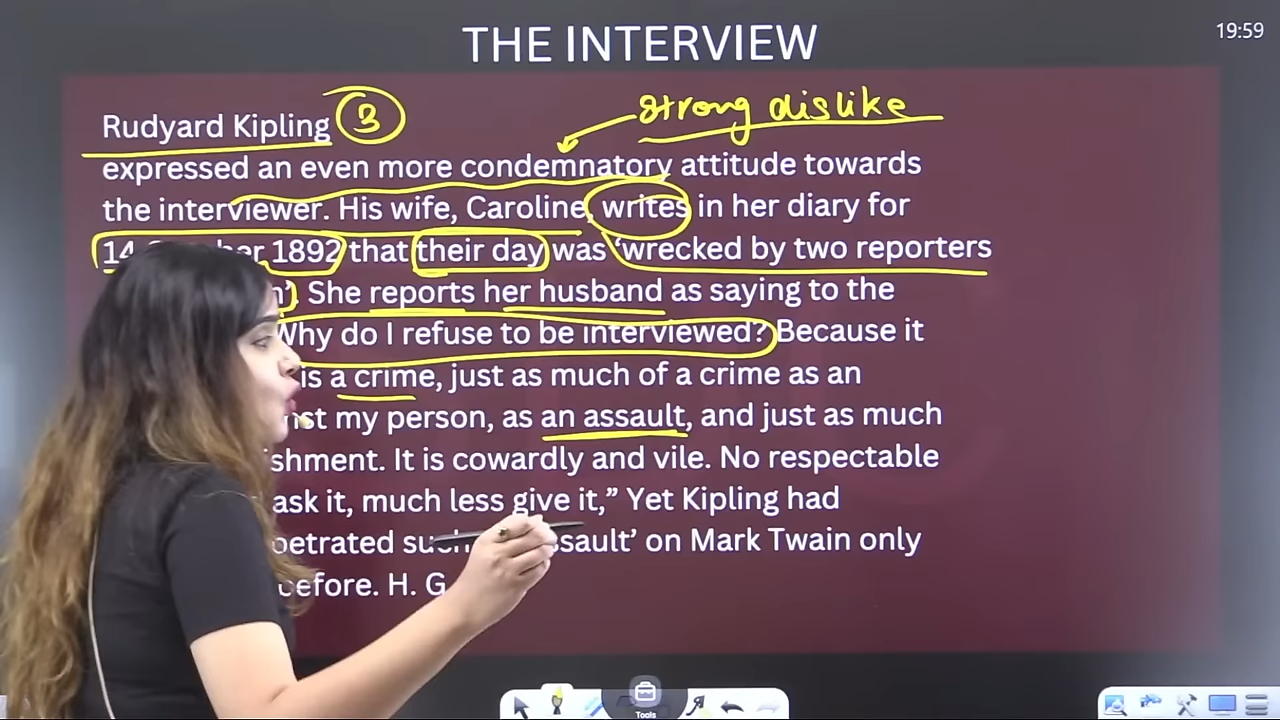 THE INTERVIEW
19:59
Rudyard Kipling 3
strong dislike
expressed an even more condemnatory attitude towards
the interviewer. His wife, Caroline, writes in her diary for
14 1892 that their day was ‘wrecked by two reporters
She reports her husband as saying to the
Why do I refuse to be interviewed? Because it
is a crime, just as much of a crime as an
my person, as an assault, and just as much
It is cowardly and vile. No respectable
ask it, much less give it,” Yet Kipling had
on Mark Twain only
before. H. G
Tools